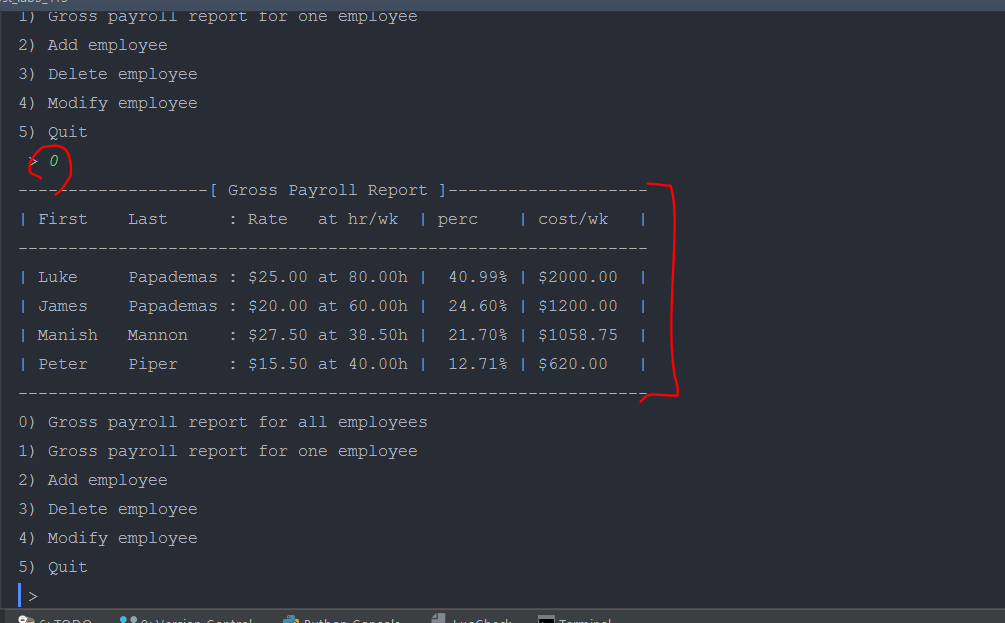 1) Gross payroll report for one employee
2) Add employee
3) Delete employee
4) Modify employee
5) Quit
> 0
-------------------[ Gross Payroll Report ]--------------------
| First    Last      : Rate   at hr/wk  | perc    | cost/wk   |
---------------------------------------------------------------
| Luke     Papademas : $25.00 at 80.00h |  40.99% | $2000.00  |
| James    Papademas : $20.00 at 60.00h |  24.60% | $1200.00  |
| Manish   Mannon    : $27.50 at 38.50h |  21.70% | $1058.75  |
| Peter    Piper     : $15.50 at 40.00h |  12.71% | $620.00   |
---------------------------------------------------------------
0) Gross payroll report for all employees
1) Gross payroll report for one employee
2) Add employee
3) Delete employee
4) Modify employee
5) Quit
>
6: TODO 9: Version Control Python Console LuaCheck Terminal